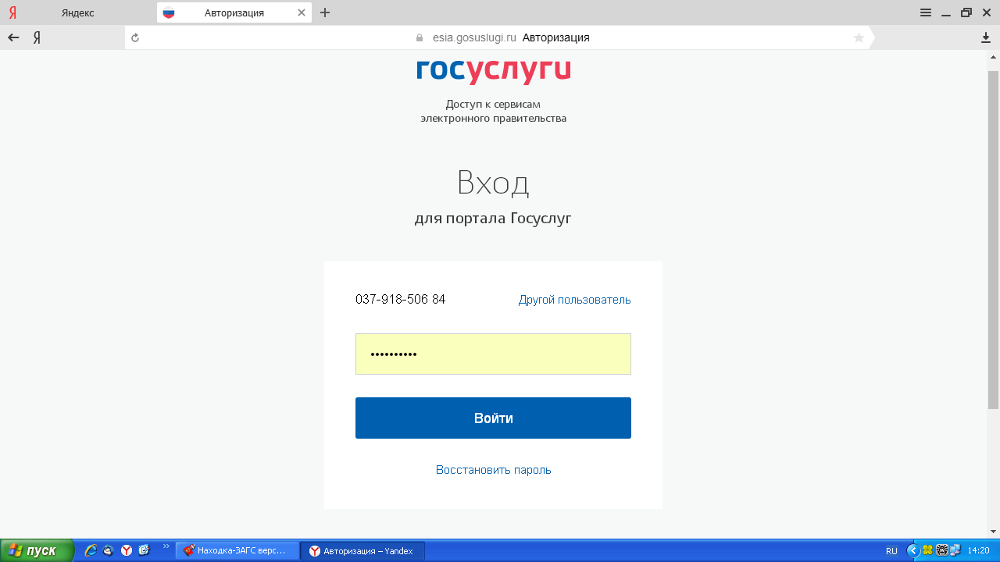 Яндекс
Авторизация
Я
esia.gosuslugi.ru Авторизация
госуслуги
Доступ к сервисам
электронного правительства
Вход
для портала Госуслуг
037-918-506 84
Другой пользователь
Войти
Восстановить пароль
пуск
Находка-ЗАГС верс...
Авторизация – Yandex
RU
14:20